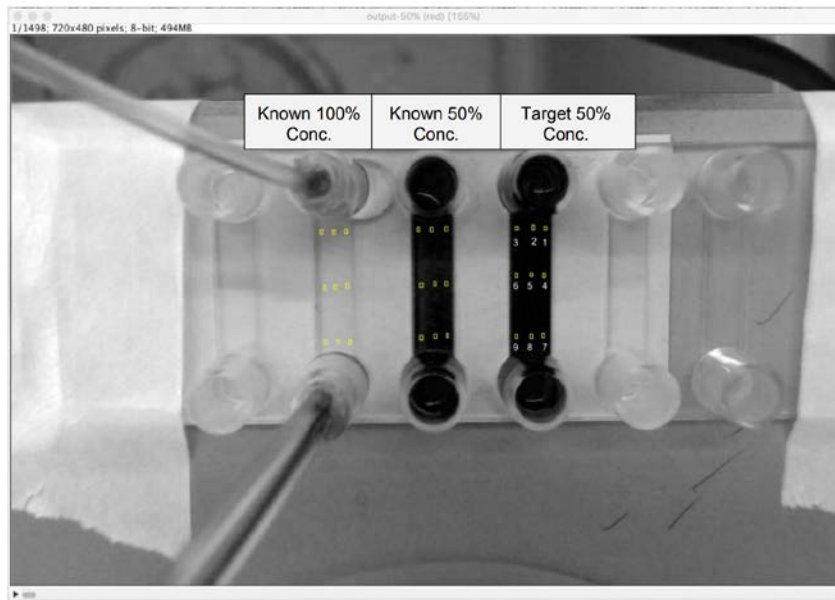 output-50% (red) (156%)
1/1498; 720x480 pixels; 8-bit; 494MB
Known 100% Conc.
Known 50% Conc.
Target 50% Conc.
3 2 1
6 5 4
9 8 7